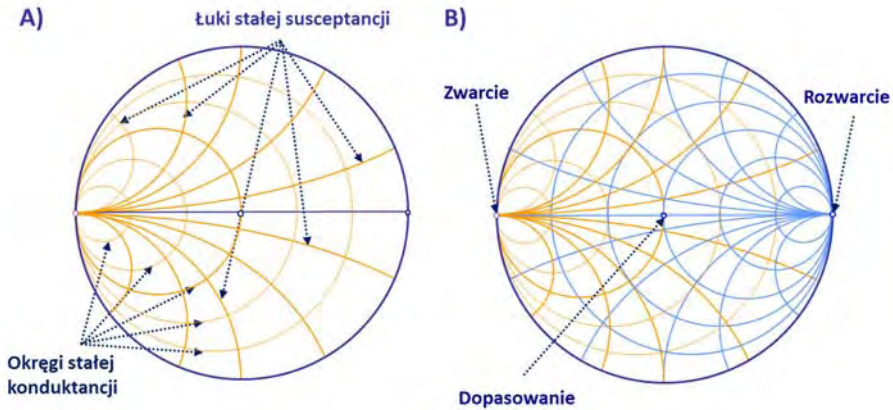 A)
Łuki stałej susceptancji
Okręgi stałej
konduktancji
B)
Zwarcie
Rozwarcie
Dopasowanie